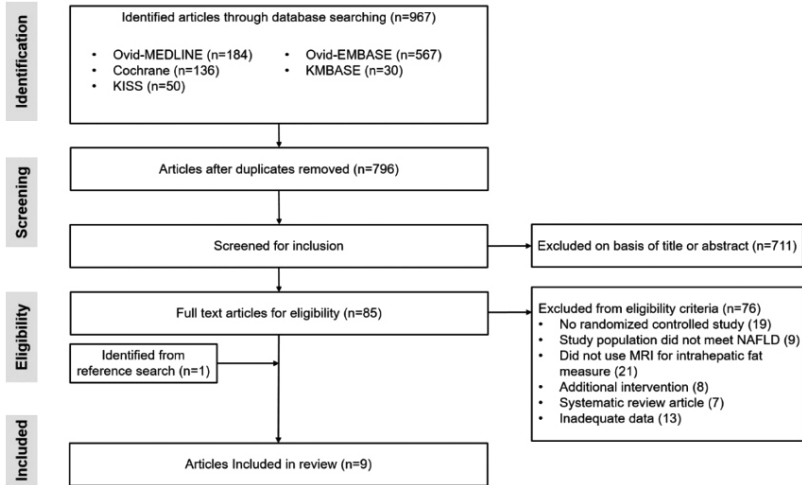 Identification
Identified articles through database searching (n=967)
• Ovid-MEDLINE (n=184)
• Ovid-EMBASE (n=567)
• Cochrane (n=136)
• KMBASE (n=30)
• KISS (n=50)
Screening
Articles after duplicates removed (n=796)
Screened for inclusion
Excluded on basis of title or abstract (n=711)
Eligibility
Full text articles for eligibility (n=85)
Excluded from eligibility criteria (n=76)
• No randomized controlled study (19)
• Study population did not meet NAFLD (9)
• Did not use MRI for intrahepatic fat
measure (21)
• Additional intervention (8)
• Systematic review article (7)
• Inadequate data (13)
Identified from
reference search (n=1)
Included
Articles Included in review (n=9)